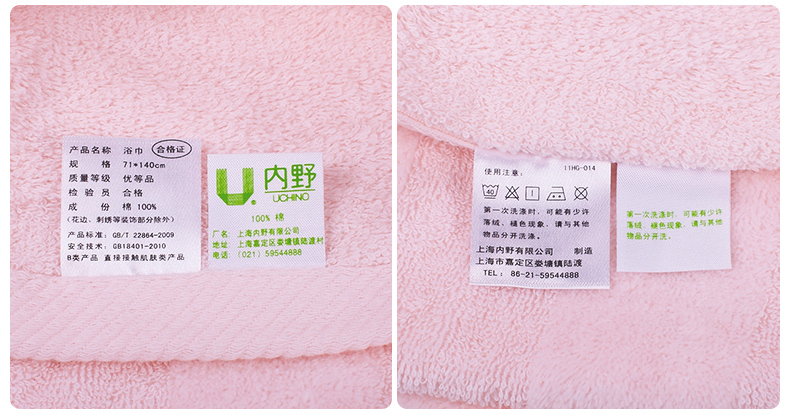 产品名称 浴巾 合格证
规 格 71*140cm
质量等级 优等品
检 验 员 合格
成 份 棉 100%
(花边、刺绣等装饰部分除外)
产品标准: GB/T 22864-2009
安全技术: GB18401-2010
B类产品 直接接触肌肤类产品
内野
UCHINO
100% 棉
厂名: 上海内野有限公司
地址: 上海嘉定区娄塘镇陆渡村
电话: (021) 59544888
使用注意: 11HG-014
40
第一次洗涤时，可能有少许
落绒、褪色现象，请与其他
物品分开洗涤。
上海内野有限公司 制造
上海市嘉定区娄塘镇陆渡
TEL: 86-21-59544888
第一次洗涤时，可能有少许
落绒、褪色现象，请与其他
物品分开洗。